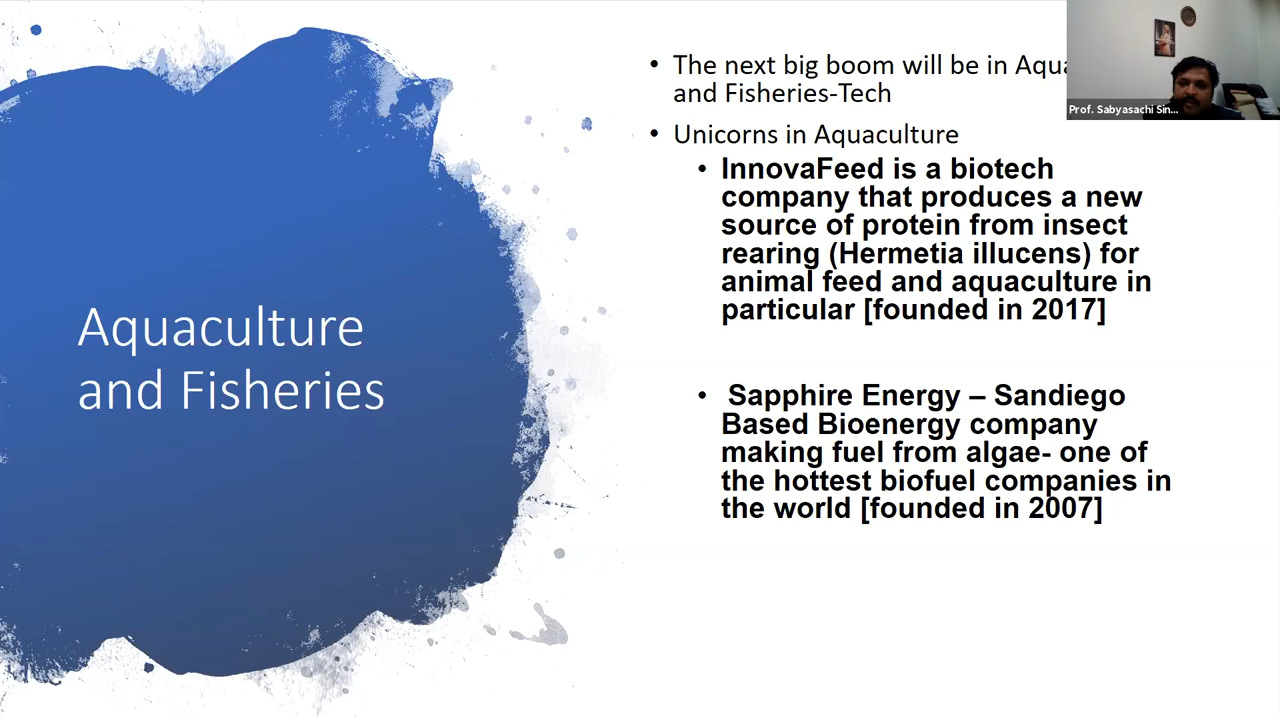 Aquaculture
and Fisheries
• The next big boom will be in
and Fisheries-Tech
• Unicorns in Aquaculture
• InnovaFeed is a biotech
company that produces a new
source of protein from insect
rearing (Hermetia illucens) for
animal feed and aquaculture in
particular [founded in 2017]
• Sapphire Energy – Sandiego
Based Bioenergy company
making fuel from algae- one of
the hottest biofuel companies in
the world [founded in 2007]
Prof. Sabyasachi Sin...